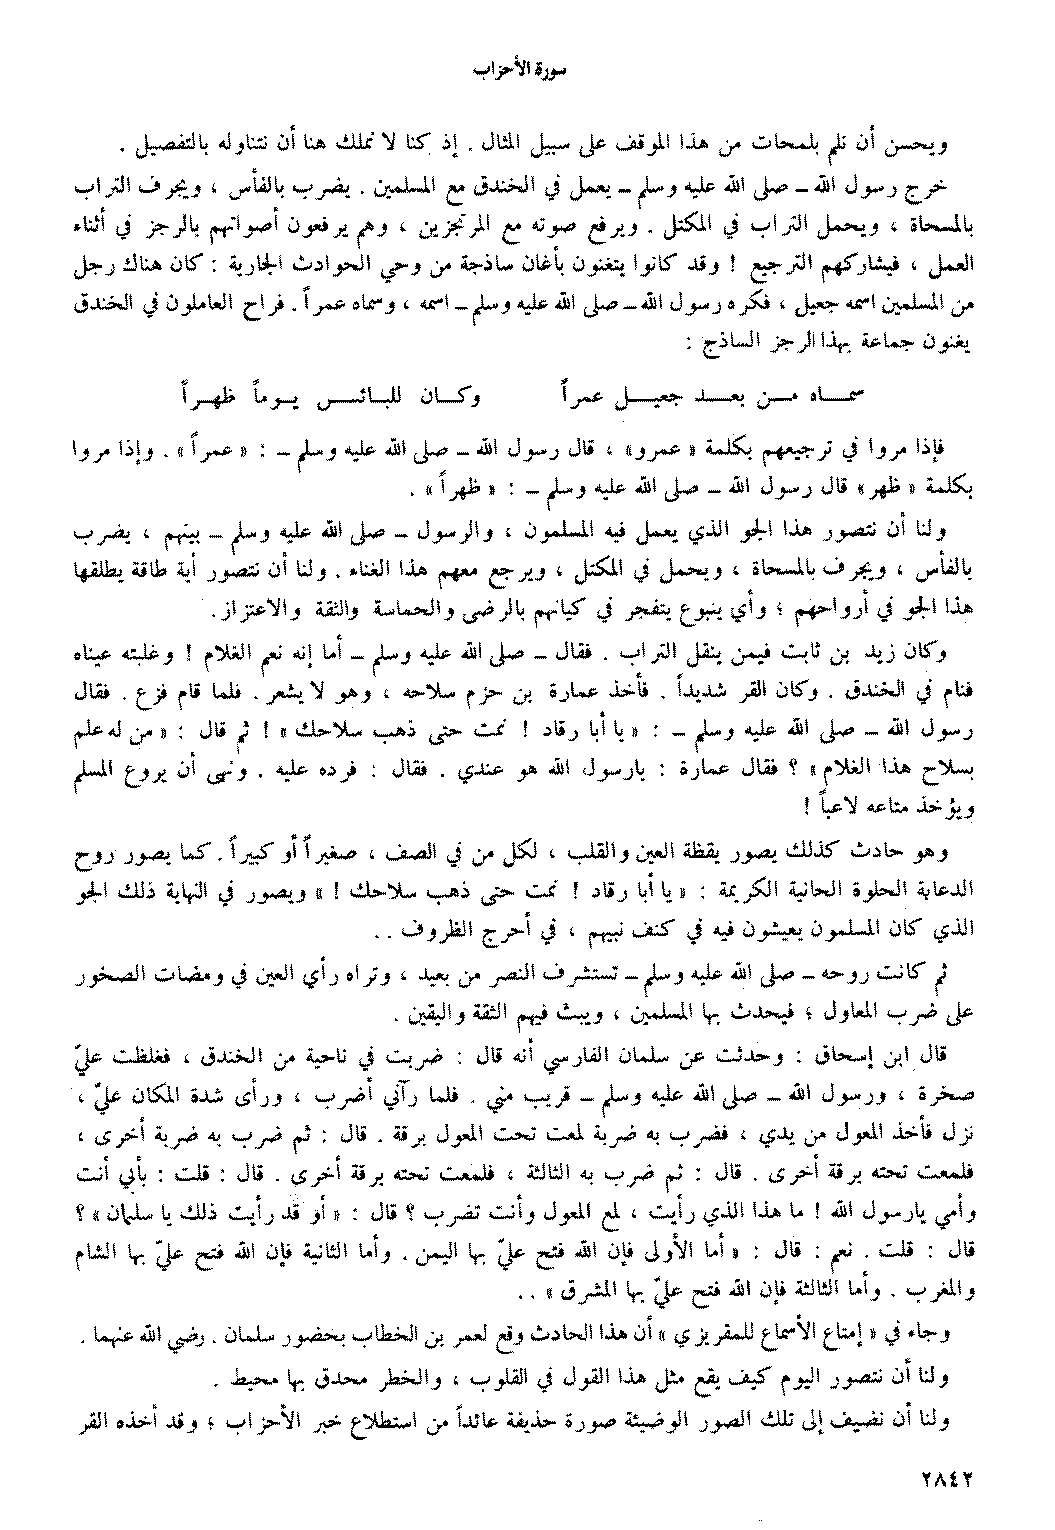 سورة الأحزاب
ويحسن أن نلم بلمحات من هذا الموقف على سبيل المثال . إذ كنا لا نملك هنا أن نتناوله بالتفصيل .
خرج رسول الله – صلى الله عليه وسلم – يعمل في الخندق مع المسلمين . يضرب بالفأس ، ويجرف التراب
بالمسحاة ، ويحمل التراب في المكتل . ويرفع صوته مع المرتجزين ، وهم يرفعون أصواتهم بالرجز في أثناء
العمل ، فيشاركهم الترجيع ! وقد كانوا يتغنون بأغان ساذجة من وحي الحوادث الجارية : كان هناك رجل
من المسلمين اسمه جعيل ، فكره رسول الله – صلى الله عليه وسلم – اسمه ، وسماه عمراً . فراح العاملون في الخندق
يغنون جماعة بهذا الرجز الساذج :
سماه من بعد جعيل عمراً وكان للبائس يوماً ظهراً
فإذا مروا في ترجيعهم بكلمة « عمرو» ، قال رسول الله – صلى الله عليه وسلم – : « عمراً » . وإذا مروا
بكلمة « ظهر» قال رسول الله – صلى الله عليه وسلم – : « ظهراً » .
ولنا أن نتصور هذا الجو الذي يعمل فيه المسلمون ، والرسول – صلى الله عليه وسلم – بينهم ، يضرب
بالفأس ، ويجرف بالمسحاة ، ويحمل في المكتل ، ويرجع معهم هذا الغناء . ولنا أن نتصور أية طاقة يطلقها
هذا الجو في أرواحهم ؛ وأي ينبوع يتفجر في كيانهم بالرضى والحماسة والثقة والاعتزاز .
وكان زيد بن ثابت فيمن ينقل التراب . فقال – صلى الله عليه وسلم – أما إنه نعم الغلام ! وغلبته عيناه
فنام في الخندق . وكان القر شديداً . فأخذ عمارة بن حزم سلاحه ، وهو لا يشعر . فلما قام فزع . فقال
رسول الله – صلى الله عليه وسلم – : « يا أبا رقاد ! نمت حتى ذهب سلاحك » ! ثم قال : « من له علم
بسلاح هذا الغلام » ؟ فقال عمارة : يارسول الله هو عندي . فقال : فرده عليه . ونهى أن يروع المسلم
ويؤخذ متاعه لاعباً !
وهو حادث كذلك يصور يقظة العين والقلب ، لكل من في الصف ، صغيراً أو كبيراً . كما يصور روح
الدعابة الحلوة الحانية الكريمة : « يا أبا رقاد ! نمت حتى ذهب سلاحك ! » ويصور في النهاية ذلك الجو
الذي كان المسلمون يعيشون فيه في كنف نبيهم ، في أحرج الظروف . .
ثم كانت روحه – صلى الله عليه وسلم – تستشرف النصر من بعيد ، وتراه رأي العين في ومضات الصخور
على ضرب المعاول ؛ فيحدث بها المسلمين ، ويبث فيهم الثقة واليقين .
قال ابن إسحاق : وحدثت عن سلمان الفارسي أنه قال : ضربت في ناحية من الخندق ، فغلظت عليّ
صخرة ، ورسول الله – صلى الله عليه وسلم – قريب مني . فلما رآني أضرب ، ورأى شدة المكان عليّ ،
نزل فأخذ المعول من يدي ، فضرب به ضربة لمعت تحت المعول برقة . قال : ثم ضرب به ضربة أخرى ،
فلمعت تحته برقة أخرى . قال : ثم ضرب به الثالثة ، فلمعت تحته برقة أخرى . قال : قلت : بأبي أنت
وأمي يارسول الله ! ما هذا الذي رأيت ، لمع المعول وأنت تضرب ؟ قال : « أو قد رأيت ذلك يا سلمان » ؟
قال : قلت . نعم : قال : « أما الأولى فإن الله فتح عليّ بها اليمن . وأما الثانية فإن الله فتح عليّ بها الشام
والمغرب . وأما الثالثة فإن الله فتح عليّ بها المشرق » . .
وجاء في « إمتاع الأسماع للمقريزي » أن هذا الحادث وقع لعمر بن الخطاب بحضور سلمان . رضي الله عنهما .
ولنا أن نتصور اليوم كيف يقع مثل هذا القول في القلوب ، والخطر محدق بها محيط .
ولنا أن نضيف إلى تلك الصور الوضيئة صورة حذيفة عائداً من استطلاع خبر الأحزاب ؛ وقد أخذه القر
٢٨٤٢